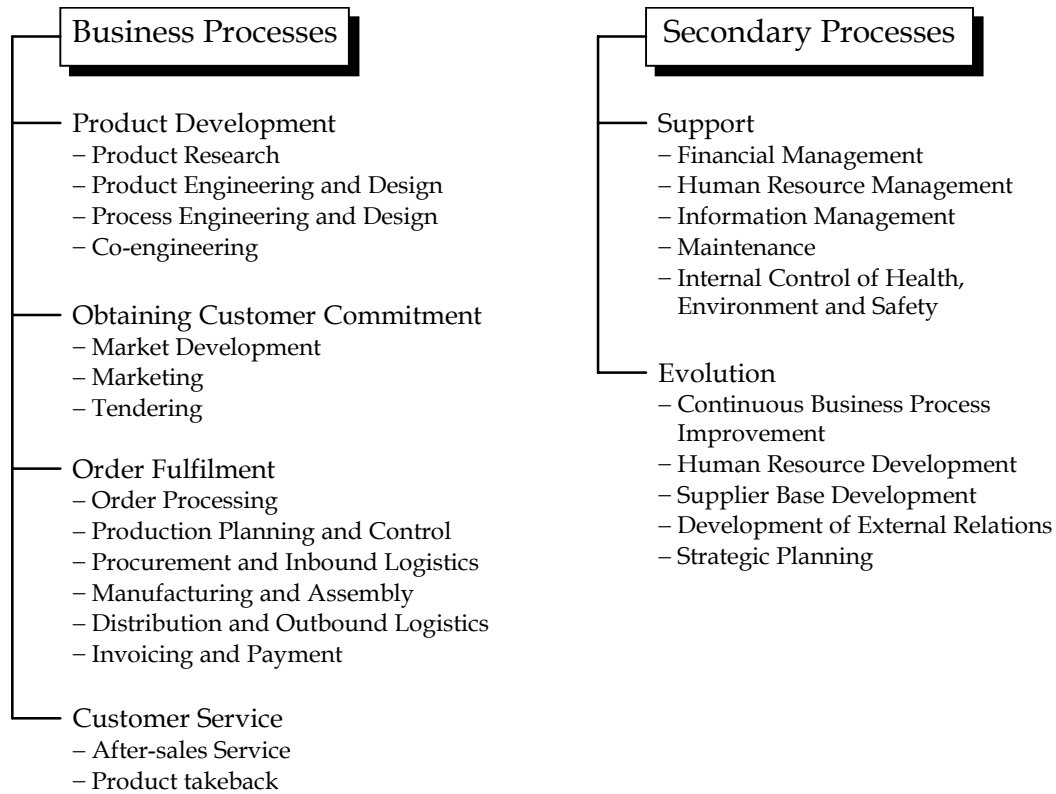 Business Processes
Product Development
– Product Research
– Product Engineering and Design
– Process Engineering and Design
– Co-engineering
Obtaining Customer Commitment
– Market Development
– Marketing
– Tendering
Order Fulfilment
– Order Processing
– Production Planning and Control
– Procurement and Inbound Logistics
– Manufacturing and Assembly
– Distribution and Outbound Logistics
– Invoicing and Payment
Customer Service
– After-sales Service
– Product takeback
Secondary Processes
Support
– Financial Management
– Human Resource Management
– Information Management
– Maintenance
– Internal Control of Health,
Environment and Safety
Evolution
– Continuous Business Process
Improvement
– Human Resource Development
– Supplier Base Development
– Development of External Relations
– Strategic Planning